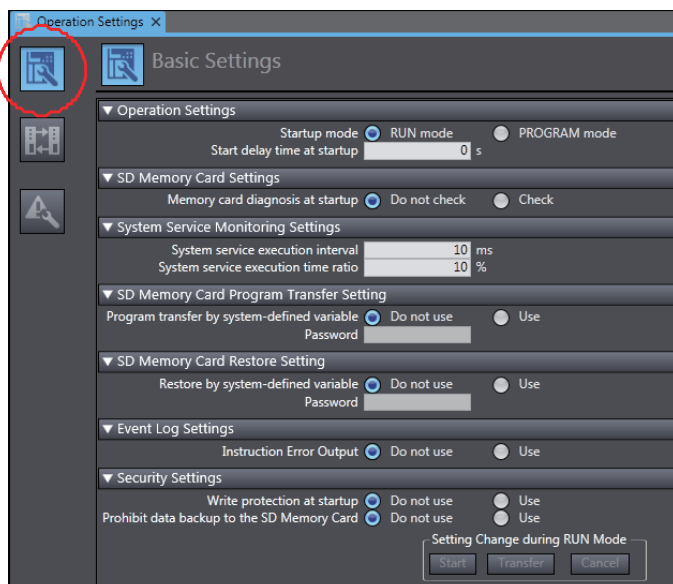 Operation Settings ×
Basic Settings
▼ Operation Settings
Startup mode RUN mode PROGRAM mode
Start delay time at startup 0 s
▼ SD Memory Card Settings
Memory card diagnosis at startup Do not check Check
▼ System Service Monitoring Settings
System service execution interval 10 ms
System service execution time ratio 10 %
▼ SD Memory Card Program Transfer Setting
Program transfer by system-defined variable Do not use Use
Password
▼ SD Memory Card Restore Setting
Restore by system-defined variable Do not use Use
Password
▼ Event Log Settings
Instruction Error Output Do not use Use
▼ Security Settings
Write protection at startup Do not use Use
Prohibit data backup to the SD Memory Card Do not use Use
Setting Change during RUN Mode
Start Transfer Cancel